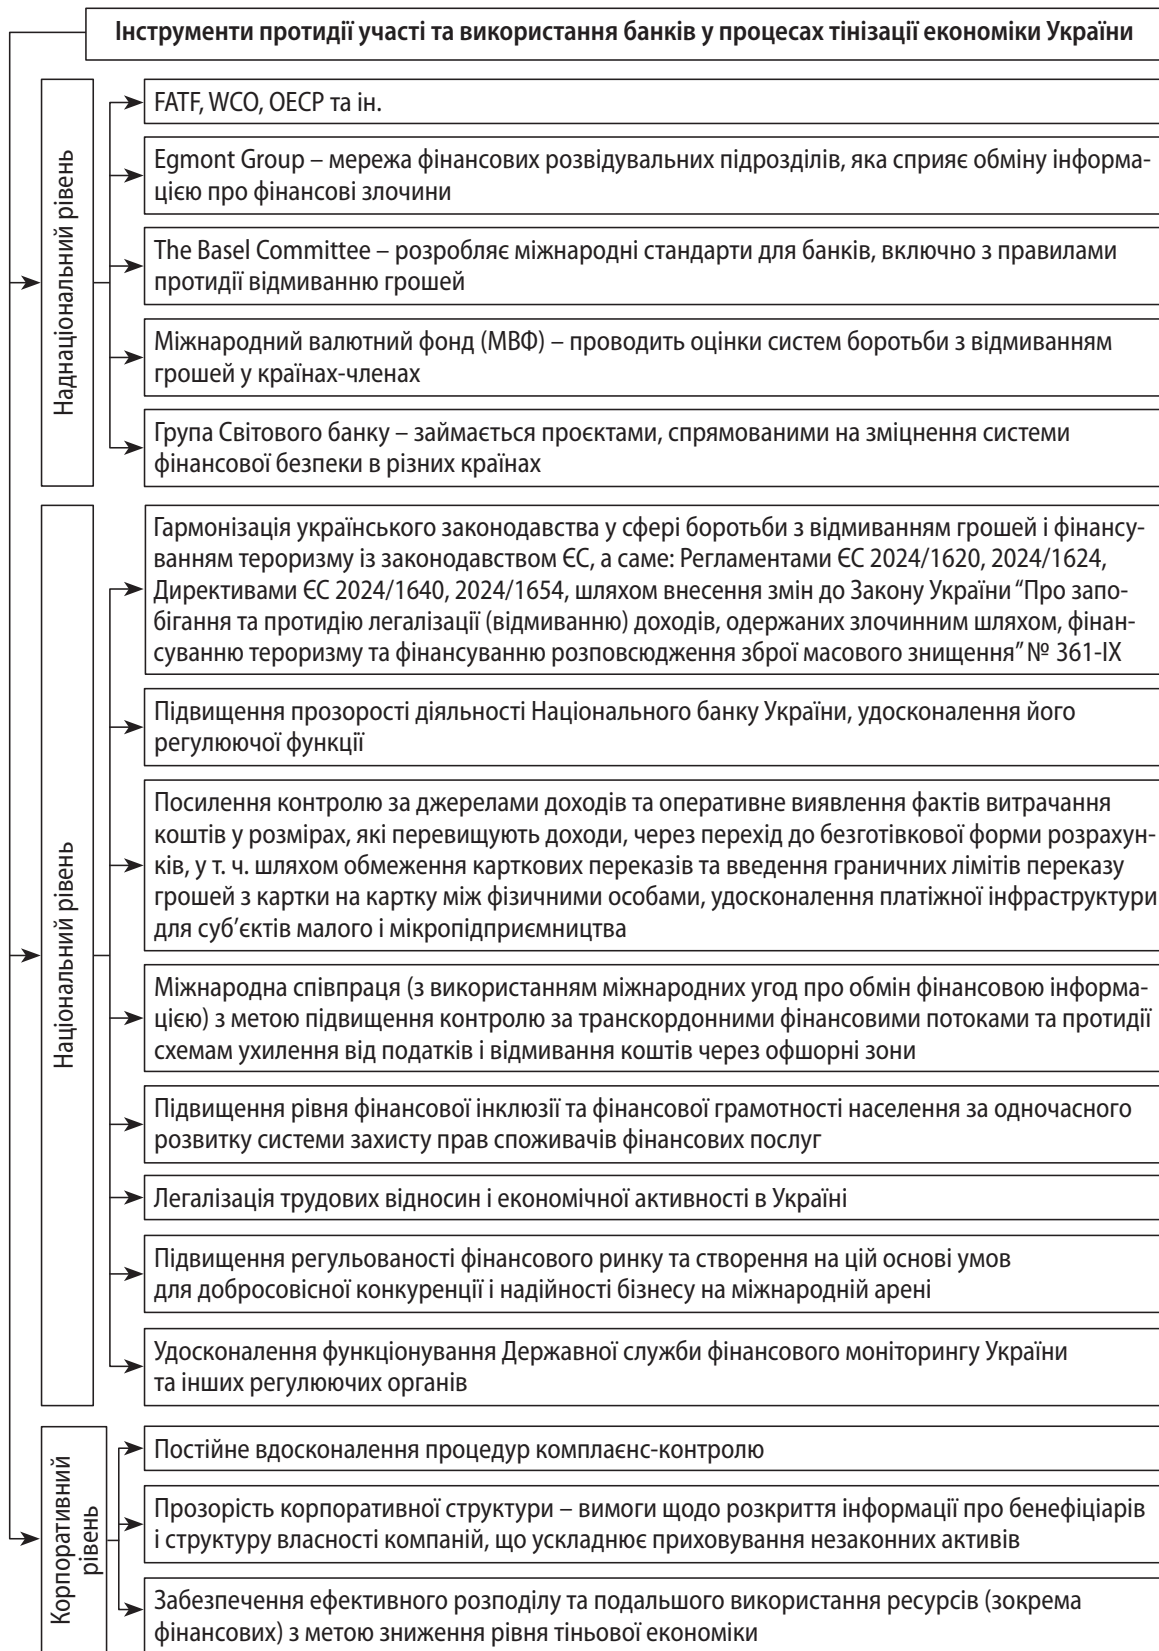 Інструменти протидії участі та використання банків у процесах тінізації економіки України
Наднаціональний рівень
FATF, WCO, OECP та ін.
Egmont Group – мережа фінансових розвідувальних підрозділів, яка сприяє обміну інформа-
цією про фінансові злочини
The Basel Committee – розробляє міжнародні стандарти для банків, включно з правилами
протидії відмиванню грошей
Міжнародний валютний фонд (МВФ) – проводить оцінки систем боротьби з відмиванням
грошей у країнах-членах
Група Світового банку – займається проєктами, спрямованими на зміцнення системи
фінансової безпеки в різних країнах
Національний рівень
Гармонізація українського законодавства у сфері боротьби з відмиванням грошей і фінансу-
ванням тероризму із законодавством ЄС, а саме: Регламентами ЄС 2024/1620, 2024/1624,
Директивами ЄС 2024/1640, 2024/1654, шляхом внесення змін до Закону України “Про запо-
бігання та протидію легалізації (відмиванню) доходів, одержаних злочинним шляхом, фінан-
суванню тероризму та фінансуванню розповсюдження зброї масового знищення” № 361-IX
Підвищення прозорості діяльності Національного банку України, удосконалення його
регулюючої функції
Посилення контролю за джерелами доходів та оперативне виявлення фактів витрачання
коштів у розмірах, які перевищують доходи, через перехід до безготівкової форми розрахун-
ків, у т. ч. шляхом обмеження карткових переказів та введення граничних лімітів переказу
грошей з картки на картку між фізичними особами, удосконалення платіжної інфраструктури
для суб’єктів малого і мікропідприємництва
Міжнародна співпраця (з використанням міжнародних угод про обмін фінансовою інформа-
цією) з метою підвищення контролю за транскордонними фінансовими потоками та протидії
схемам ухилення від податків і відмивання коштів через офшорні зони
Підвищення рівня фінансової інклюзії та фінансової грамотності населення за одночасного
розвитку системи захисту прав споживачів фінансових послуг
Легалізація трудових відносин і економічної активності в Україні
Підвищення регульованості фінансового ринку та створення на цій основі умов
для добросовісної конкуренції і надійності бізнесу на міжнародній арені
Удосконалення функціонування Державної служби фінансового моніторингу України
та інших регулюючих органів
Корпоративний
рівень
Постійне вдосконалення процедур комплаєнс-контролю
Прозорість корпоративної структури – вимоги щодо розкриття інформації про бенефіціарів
і структуру власності компаній, що ускладнює приховування незаконних активів
Забезпечення ефективного розподілу та подальшого використання ресурсів (зокрема
фінансових) з метою зниження рівня тіньової економіки